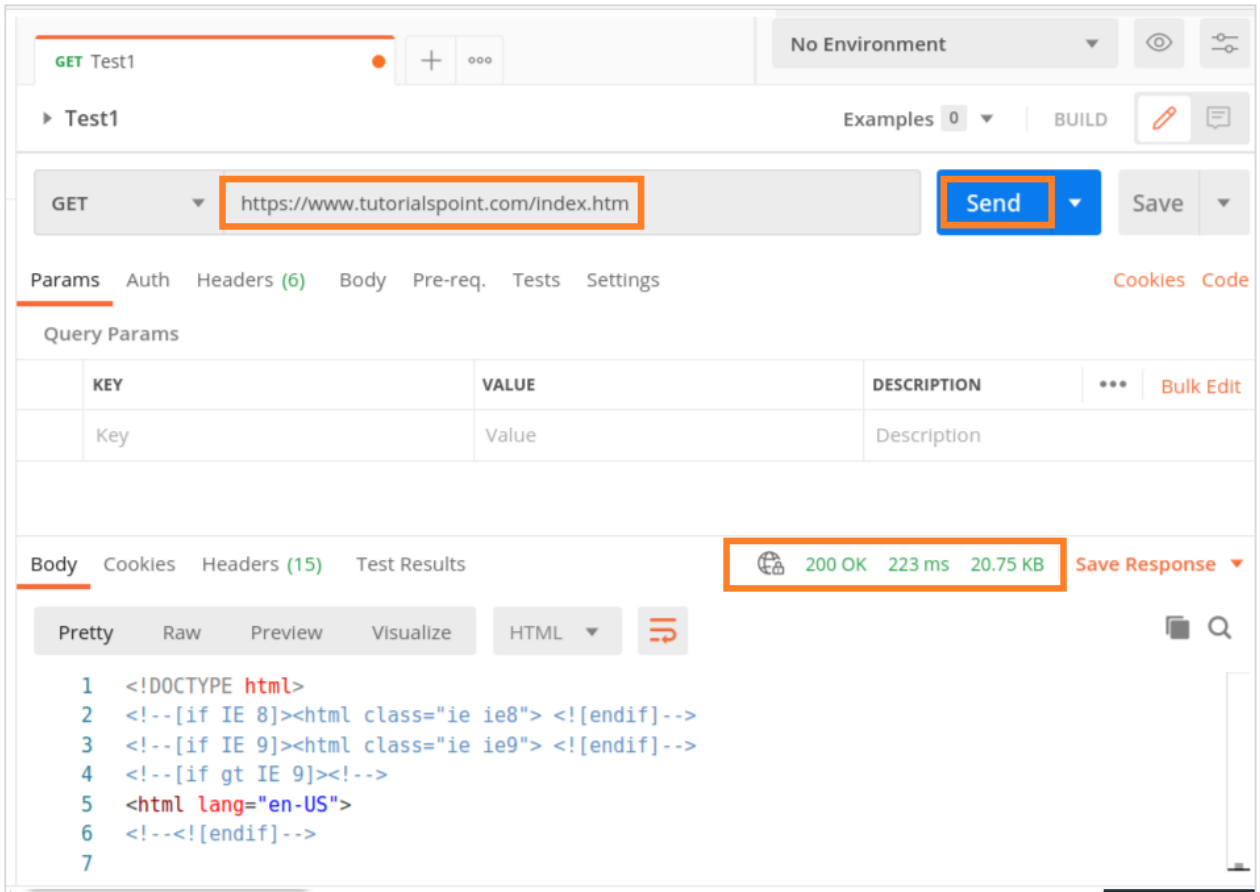 GET Test1
No Environment
Test1 Examples 0 BUILD
GET https://www.tutorialspoint.com/index.htm Send Save
Params Auth Headers (6) Body Pre-req. Tests Settings Cookies Code
Query Params
KEY VALUE DESCRIPTION Bulk Edit
Key Value Description
Body Cookies Headers (15) Test Results 200 OK 223 ms 20.75 KB Save Response
Pretty Raw Preview Visualize HTML
1 <!DOCTYPE html>
2 <!--[if IE 8]><html class="ie ie8"> <![endif]-->
3 <!--[if IE 9]><html class="ie ie9"> <![endif]-->
4 <!--[if gt IE 9]><!-->
5 <html lang="en-US">
6 <!--<![endif]-->
7